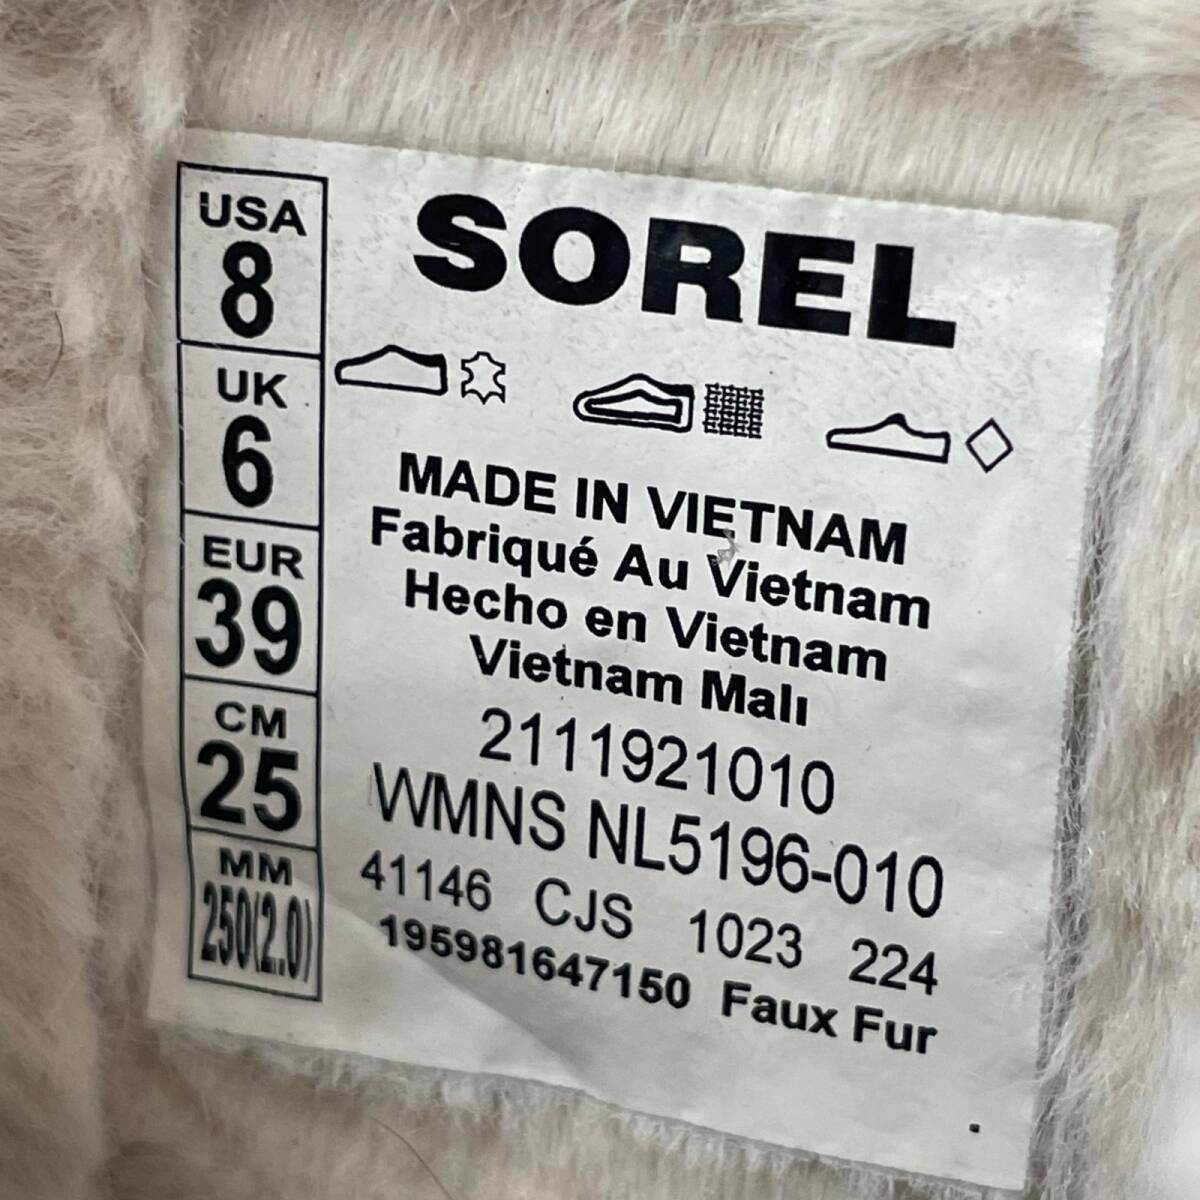 USA
8
UK
6
EUR
39
CM
25
MM
250(2.0)
SOREL
MADE IN VIETNAM
Fabriqué Au Vietnam
Hecho en Vietnam
Vietnam Malı
2111921010
WMNS NL5196-010
41146 CJS 1023 224
195981647150 Faux Fur